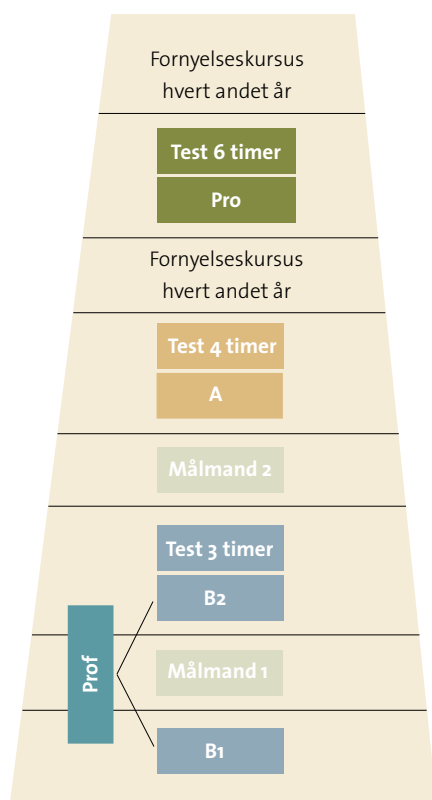 Fornyelseskursus
hvert andet år
Test 6 timer
Pro
Fornyelseskursus
hvert andet år
Test 4 timer
A
Målmand 2
Test 3 timer
B2
Prof
Målmand 1
B1